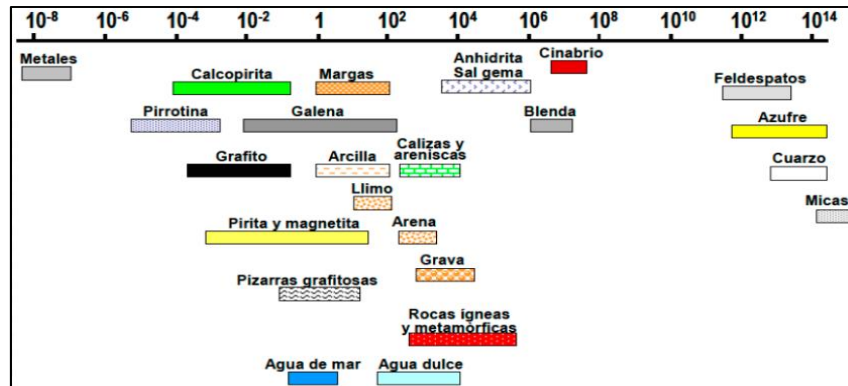 10-8 10-6 10-4 10-2 1 102 104 106 108 1010 1012 1014
Metales
Calcopirita
Margas
Anhidrita
Sal gema
Cinabrio
Feldespatos
Pirrotina
Galena
Blenda
Azufre
Grafito
Arcilla
Calizas y
areniscas
Cuarzo
Llimo
Micas
Pirita y magnetita
Arena
Grava
Pizarras grafitosas
Rocas ígneas
y metamórficas
Agua de mar
Agua dulce